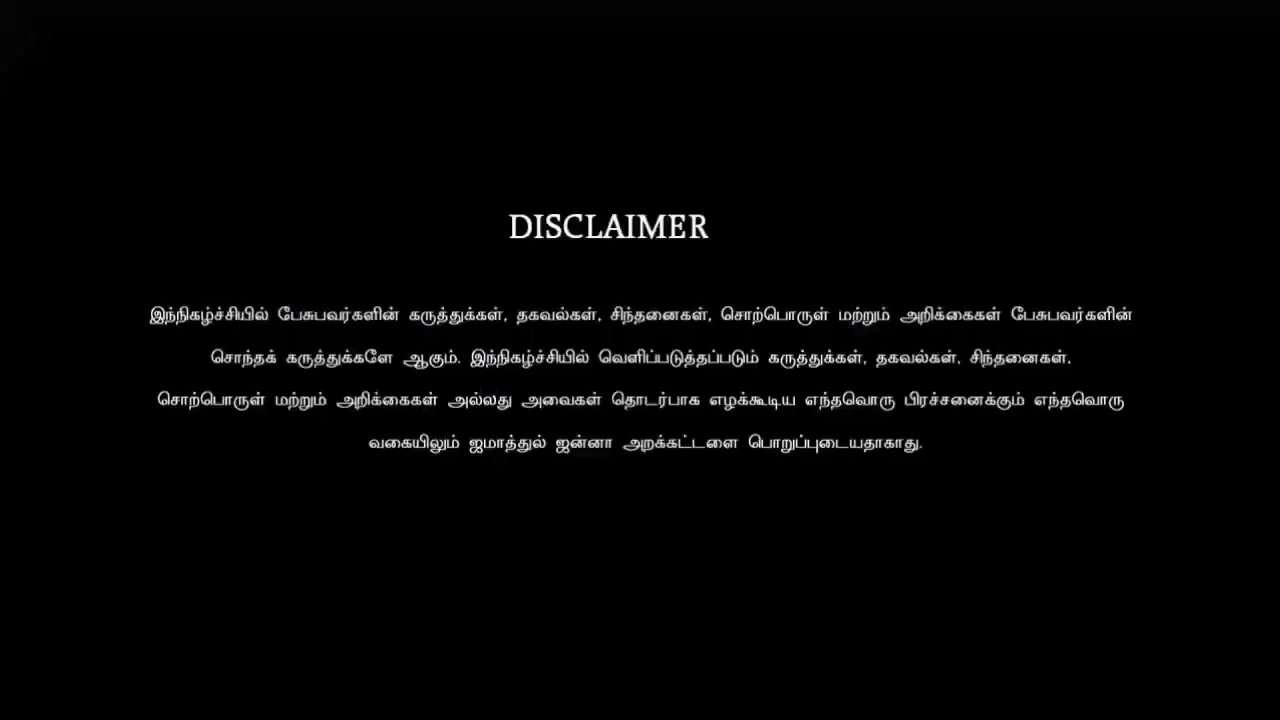 DISCLAIMER
இந்நிகழ்ச்சியில் பேசுபவர்களின் கருத்துக்கள், தகவல்கள், சிந்தனைகள், சொற்பொருள் மற்றும் அறிக்கைகள் பேசுபவர்களின்
சொந்தக் கருத்துக்களே ஆகும். இந்நிகழ்ச்சியில் வெளிப்படுத்தப்படும் கருத்துக்கள், தகவல்கள், சிந்தனைகள்,
சொற்பொருள் மற்றும் அறிக்கைகள் அல்லது அவைகள் தொடர்பாக எழக்கூடிய எந்தவொரு பிரச்சனைக்கும் எந்தவொரு
வகையிலும் ஜமாத்துல் ஜன்னா அறக்கட்டளை பொறுப்புடையதாகாது.